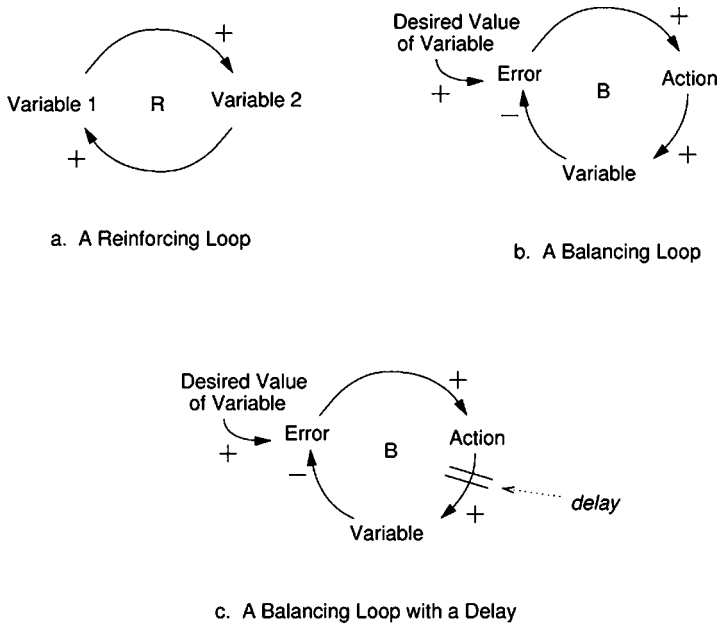 +
Variable 1
R
Variable 2
+
a. A Reinforcing Loop
Desired Value
of Variable
+
+
Error
B
Action
−
+
Variable
b. A Balancing Loop
Desired Value
of Variable
+
+
Error
B
Action
−
+
delay
Variable
c. A Balancing Loop with a Delay